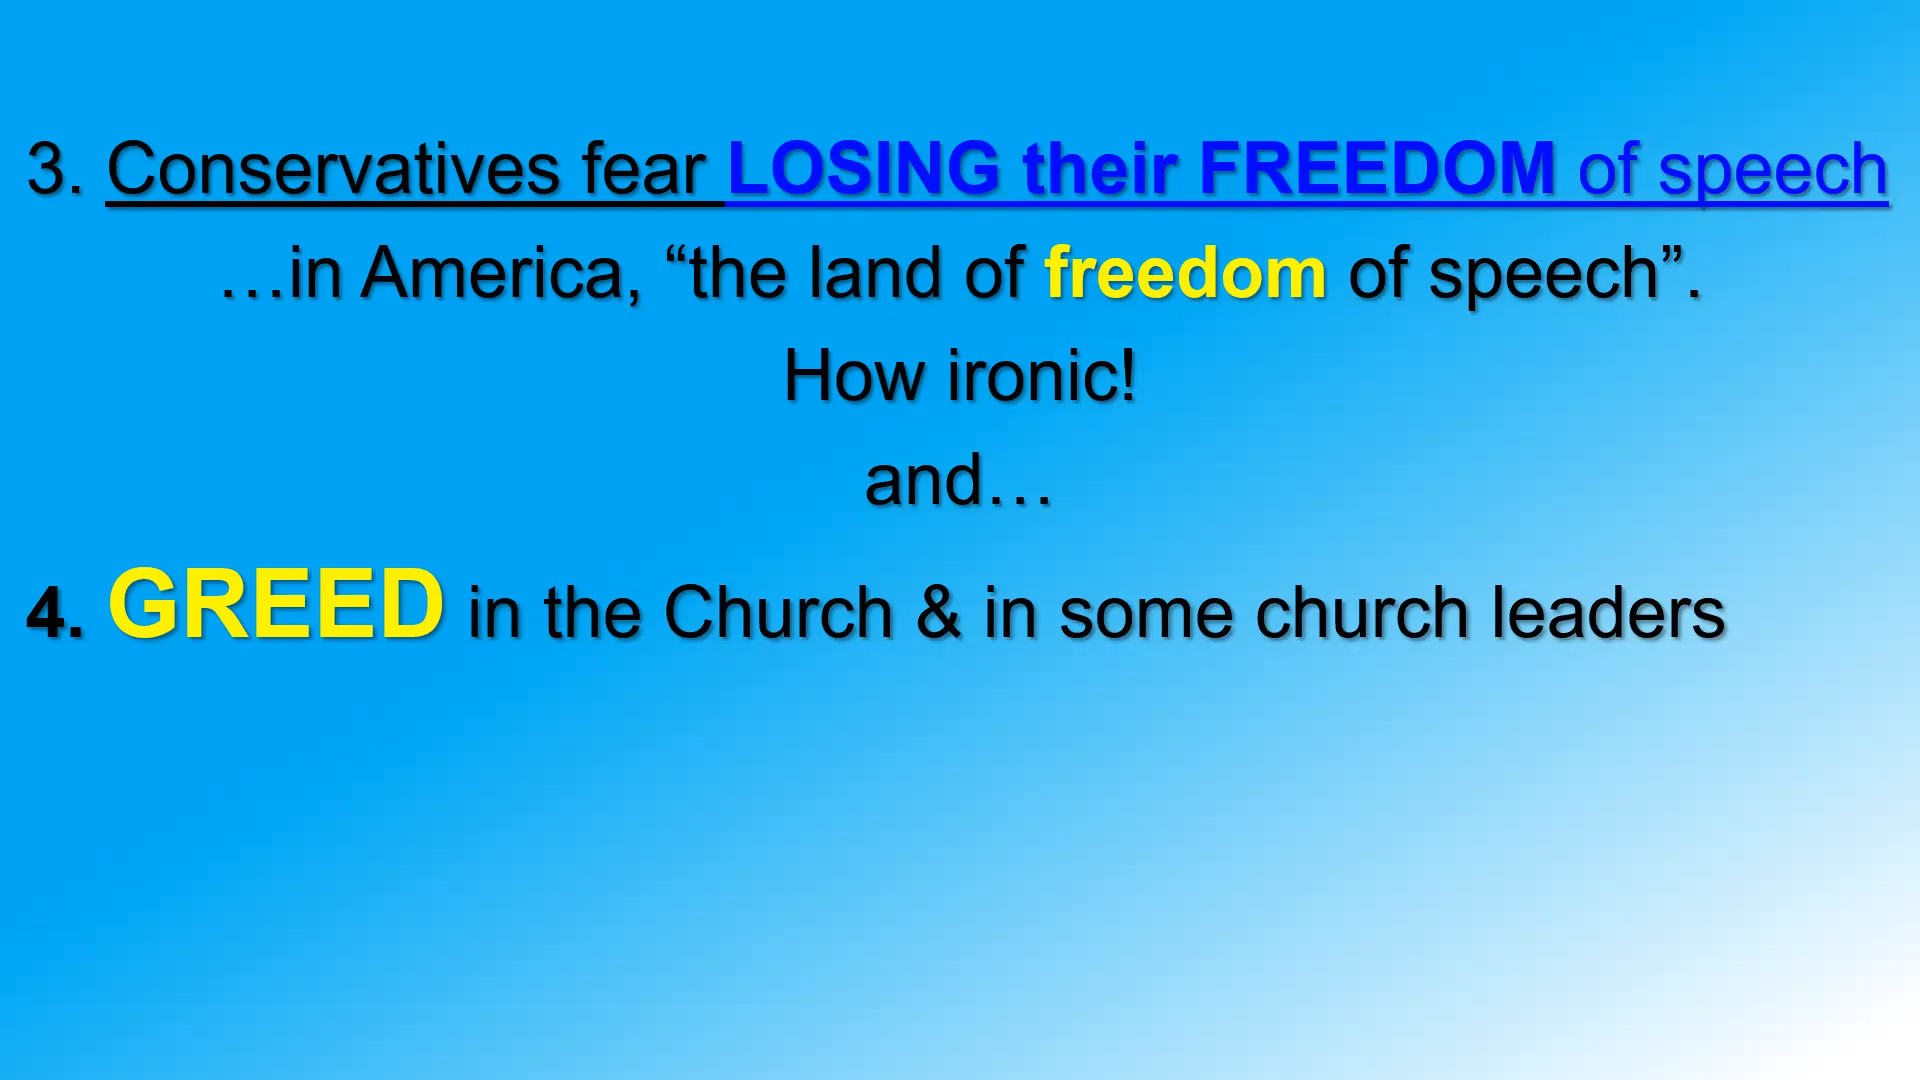 3. Conservatives fear LOSING their FREEDOM of speech
…in America, “the land of freedom of speech”.
How ironic!
and…
4. GREED in the Church & in some church leaders